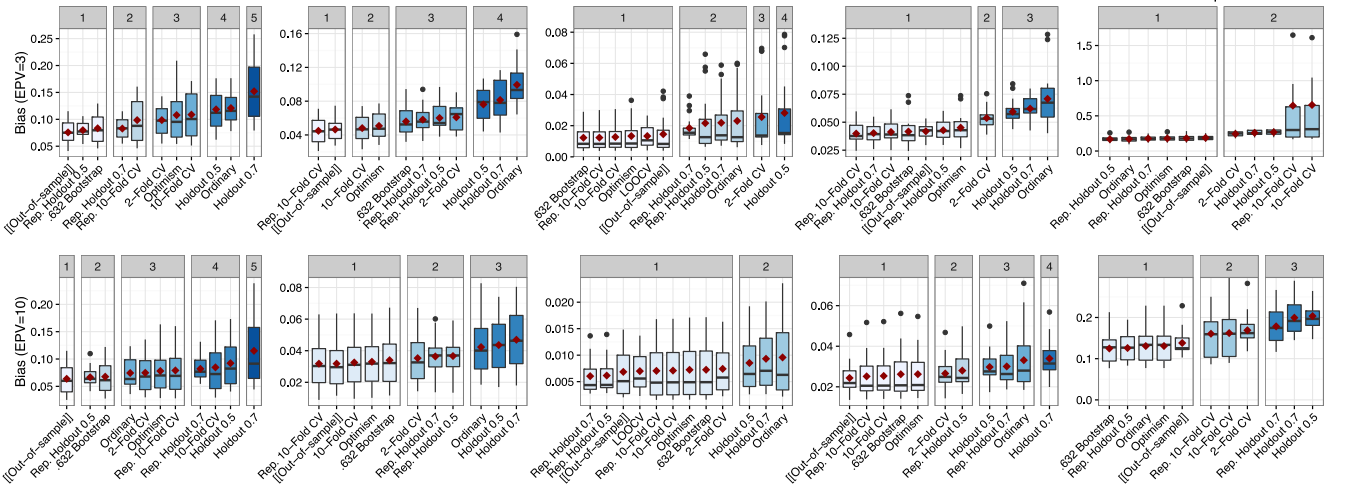 Bias (EPV=3)
1 2 3 4 5
0.25
0.20
0.15
0.10
0.05
[[Out−of−sample]]
Rep. Holdout 0.5
.632 Bootstrap
Rep. Holdout 0.7
Rep. 10−Fold CV
2−Fold CV
Optimism
10−Fold CV
Holdout 0.5
Ordinary
Holdout 0.7
1 2 3 4
0.16
0.12
0.08
0.04
Rep. 10−Fold CV
[[Out−of−sample]]
10−Fold CV
Optimism
.632 Bootstrap
Rep. Holdout 0.7
Rep. Holdout 0.5
2−Fold CV
Holdout 0.5
Holdout 0.7
Ordinary
1 2 3 4
0.08
0.06
0.04
0.02
0.00
.632 Bootstrap
Rep. 10−Fold CV
10−Fold CV
Optimism
LOOCV
[[Out−of−sample]]
Rep. Holdout 0.7
Rep. Holdout 0.5
Holdout 0.7
Ordinary
2−Fold CV
Holdout 0.5
1 2 3
0.125
0.100
0.075
0.050
0.025
Rep. 10−Fold CV
Rep. Holdout 0.7
10−Fold CV
.632 Bootstrap
[[Out−of−sample]]
Rep. Holdout 0.5
Optimism
2−Fold CV
Holdout 0.5
Holdout 0.7
Ordinary
1 2
1.5
1.0
0.5
0.0
Rep. Holdout 0.5
Ordinary
Rep. Holdout 0.7
Optimism
.632 Bootstrap
[[Out−of−sample]]
2−Fold CV
Holdout 0.7
Holdout 0.5
Rep. 10−Fold CV
10−Fold CV
Bias (EPV=10)
1 2 3 4 5
0.20
0.15
0.10
0.05
[[Out−of−sample]]
Rep. Holdout 0.5
.632 Bootstrap
Ordinary
2−Fold CV
Optimism
10−Fold CV
Rep. Holdout 0.7
Rep. 10−Fold CV
Holdout 0.5
Holdout 0.7
1 2 3
0.08
0.06
0.04
0.02
Rep. 10−Fold CV
[[Out−of−sample]]
10−Fold CV
Optimism
.632 Bootstrap
2−Fold CV
Rep. Holdout 0.7
Rep. Holdout 0.5
Ordinary
Holdout 0.5
Holdout 0.7
1 2
0.020
0.015
0.010
0.005
Rep. Holdout 0.7
Rep. Holdout 0.5
[[Out−of−sample]]
LOOCV
Rep. 10−Fold CV
10−Fold CV
Optimism
.632 Bootstrap
2−Fold CV
Holdout 0.5
Holdout 0.7
Ordinary
1 2 3 4
0.06
0.04
0.02
[[Out−of−sample]]
Rep. 10−Fold CV
10−Fold CV
.632 Bootstrap
Optimism
2−Fold CV
Holdout 0.5
Rep. Holdout 0.5
Rep. Holdout 0.7
Ordinary
Holdout 0.7
1 2 3
0.3
0.2
0.1
0.0
.632 Bootstrap
Rep. Holdout 0.5
Ordinary
Optimism
[[Out−of−sample]]
Rep. 10−Fold CV
10−Fold CV
2−Fold CV
Rep. Holdout 0.7
Holdout 0.7
Holdout 0.5